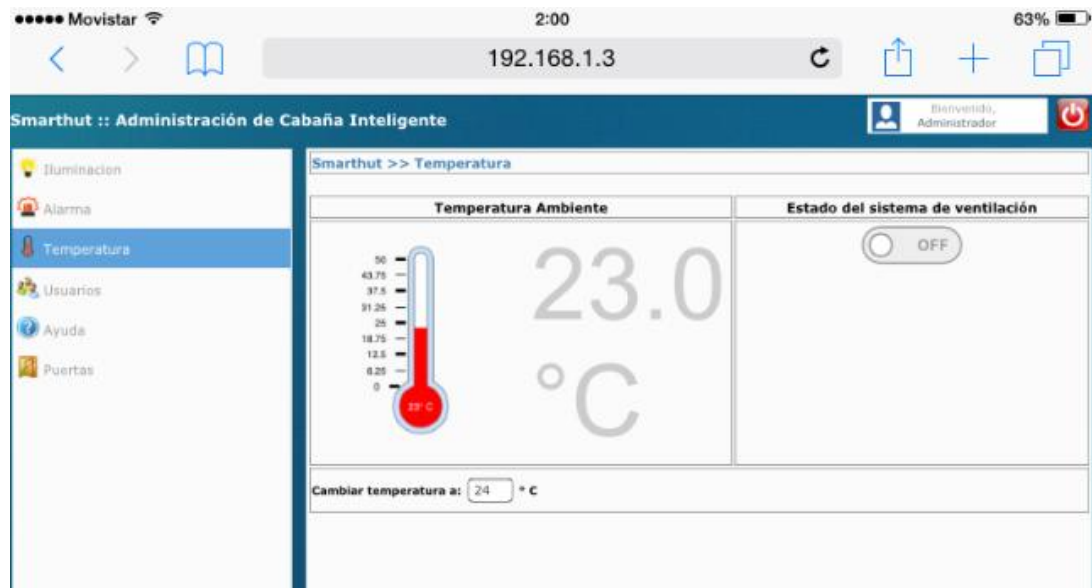 Movistar 2:00 63%
192.168.1.3
Smarthut :: Administración de Cabaña Inteligente
Bienvenido,
Administrador
Iluminacion
Alarma
Temperatura
Usuarios
Ayuda
Puertas
Smarthut >> Temperatura
Temperatura Ambiente
50
43.75
37.5
31.25
25
18.75
12.5
6.25
0
23° C
23.0
°C
Estado del sistema de ventilación
OFF
Cambiar temperatura a: 24 ° C